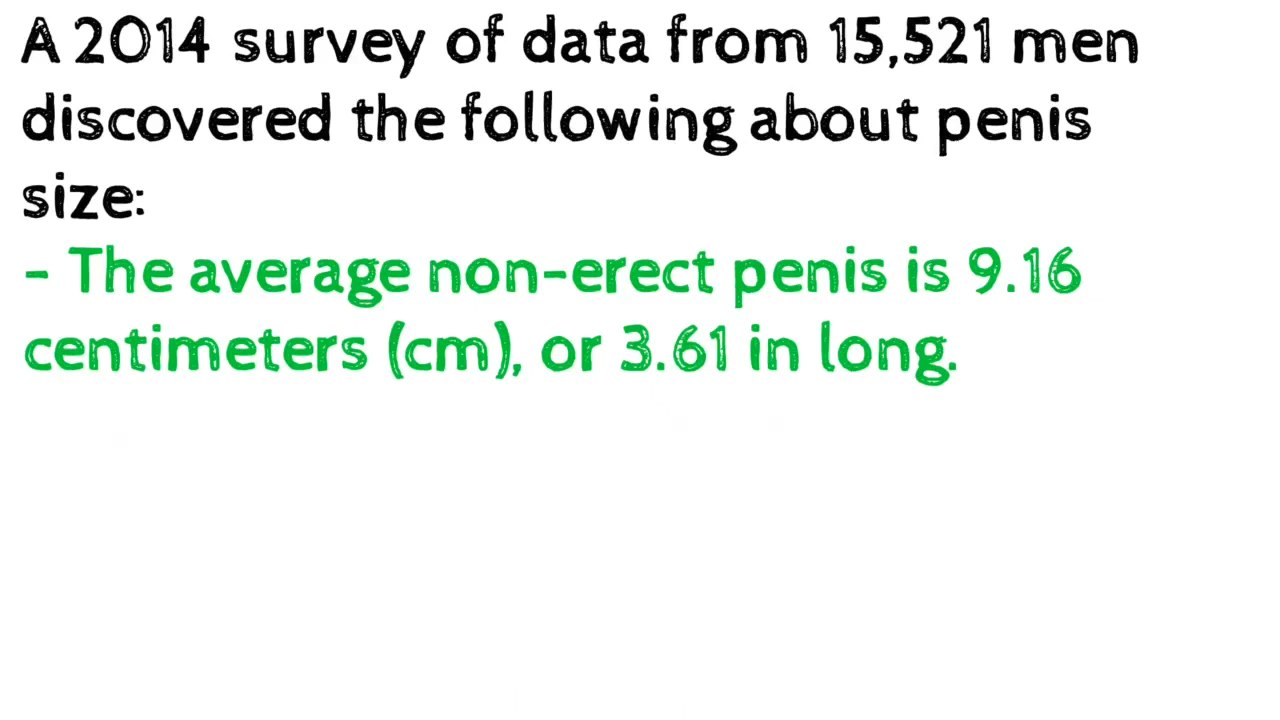 A 2014 survey of data from 15,521 men
discovered the following about penis
size:
- The average non-erect penis is 9.16
centimeters (cm), or 3.61 in long.